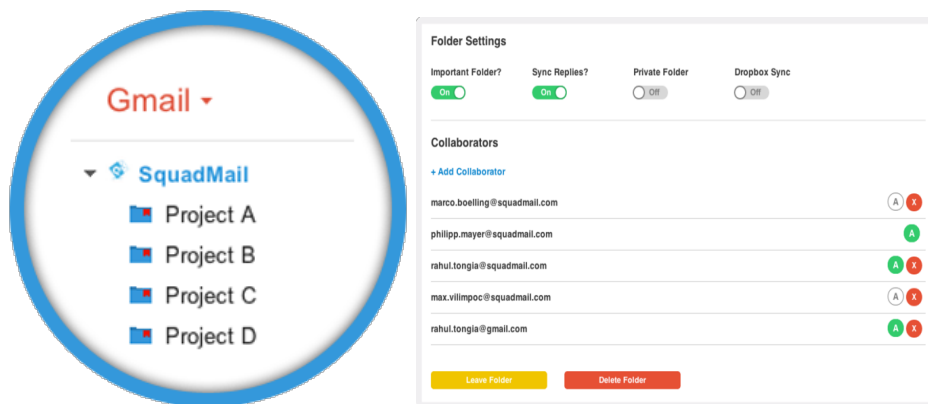 Gmail
SquadMail
Project A
Project B
Project C
Project D
Folder Settings
Important Folder? Sync Replies? Private Folder Dropbox Sync
On On Off Off
Collaborators
+ Add Collaborator
marco.boelling@squadmail.com A X
philipp.mayer@squadmail.com A
rahul.tongia@squadmail.com A X
max.vilimpoc@squadmail.com A X
rahul.tongia@gmail.com A X
Leave Folder Delete Folder